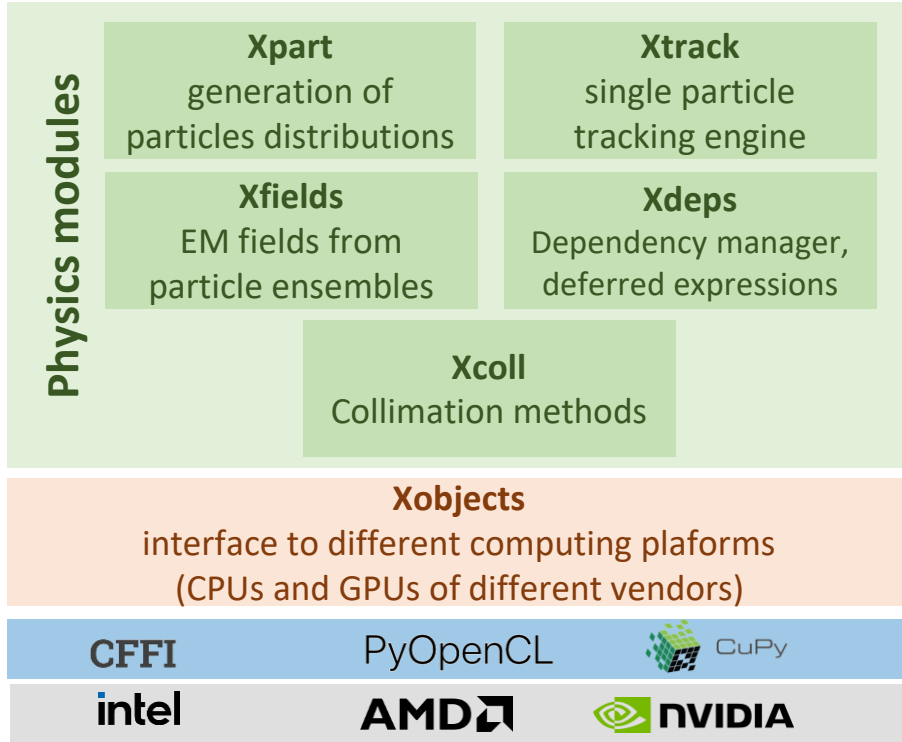 Physics modules
Xpart
generation of
particles distributions
Xtrack
single particle
tracking engine
Xfields
EM fields from
particle ensembles
Xdeps
Dependency manager,
deferred expressions
Xcoll
Collimation methods
Xobjects
interface to different computing plaforms
(CPUs and GPUs of different vendors)
CFFI PyOpenCL CuPy
intel AMD NVIDIA